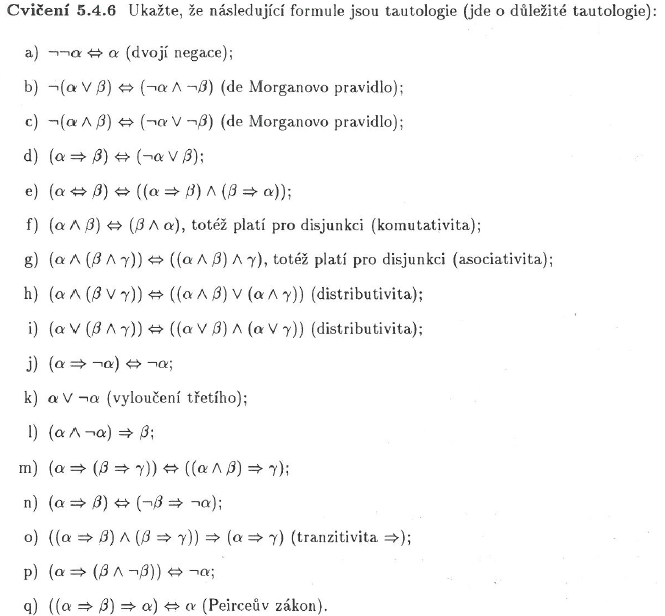 Cvičení 5.4.6 Ukažte, že následující formule jsou tautologie (jde o důležité tautologie):
a) ¬¬α ⇔ α (dvojí negace);
b) ¬(α ∨ β) ⇔ (¬α ∧ ¬β) (de Morganovo pravidlo);
c) ¬(α ∧ β) ⇔ (¬α ∨ ¬β) (de Morganovo pravidlo);
d) (α ⇒ β) ⇔ (¬α ∨ β);
e) (α ⇔ β) ⇔ ((α ⇒ β) ∧ (β ⇒ α));
f) (α ∧ β) ⇔ (β ∧ α), totéž platí pro disjunkci (komutativita);
g) (α ∧ (β ∧ γ)) ⇔ ((α ∧ β) ∧ γ), totéž platí pro disjunkci (asociativita);
h) (α ∧ (β ∨ γ)) ⇔ ((α ∧ β) ∨ (α ∧ γ)) (distributivita);
i) (α ∨ (β ∧ γ)) ⇔ ((α ∨ β) ∧ (α ∨ γ)) (distributivita);
j) (α ⇒ ¬α) ⇔ ¬α;
k) α ∨ ¬α (vyloučení třetího);
l) (α ∧ ¬α) ⇒ β;
m) (α ⇒ (β ⇒ γ)) ⇔ ((α ∧ β) ⇒ γ);
n) (α ⇒ β) ⇔ (¬β ⇒ ¬α);
o) ((α ⇒ β) ∧ (β ⇒ γ)) ⇒ (α ⇒ γ) (tranzitivita ⇒);
p) (α ⇒ (β ∧ ¬β)) ⇔ ¬α;
q) ((α ⇒ β) ⇒ α) ⇔ α (Peirceův zákon).